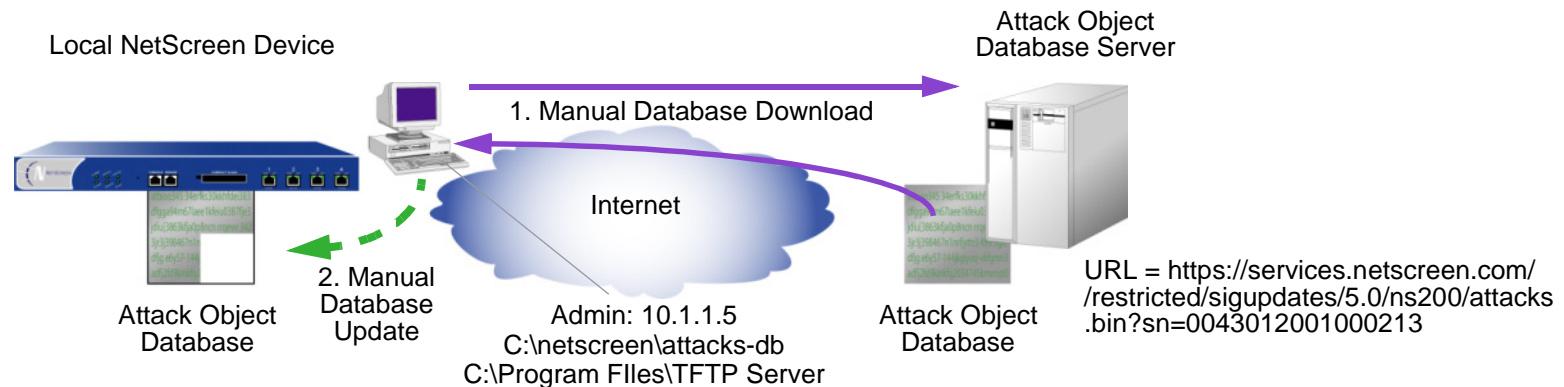 Local NetScreen Device
Attack Object
Database Server
1. Manual Database Download
NETSCREEN
Internet
2. Manual
Database
Update
Attack Object
Database
Admin: 10.1.1.5
C:\netscreen\attacks-db
C:\Program FIles\TFTP Server
Attack Object
Database
URL = https://services.netscreen.com/
/restricted/sigupdates/5.0/ns200/attacks
.bin?sn=0043012001000213